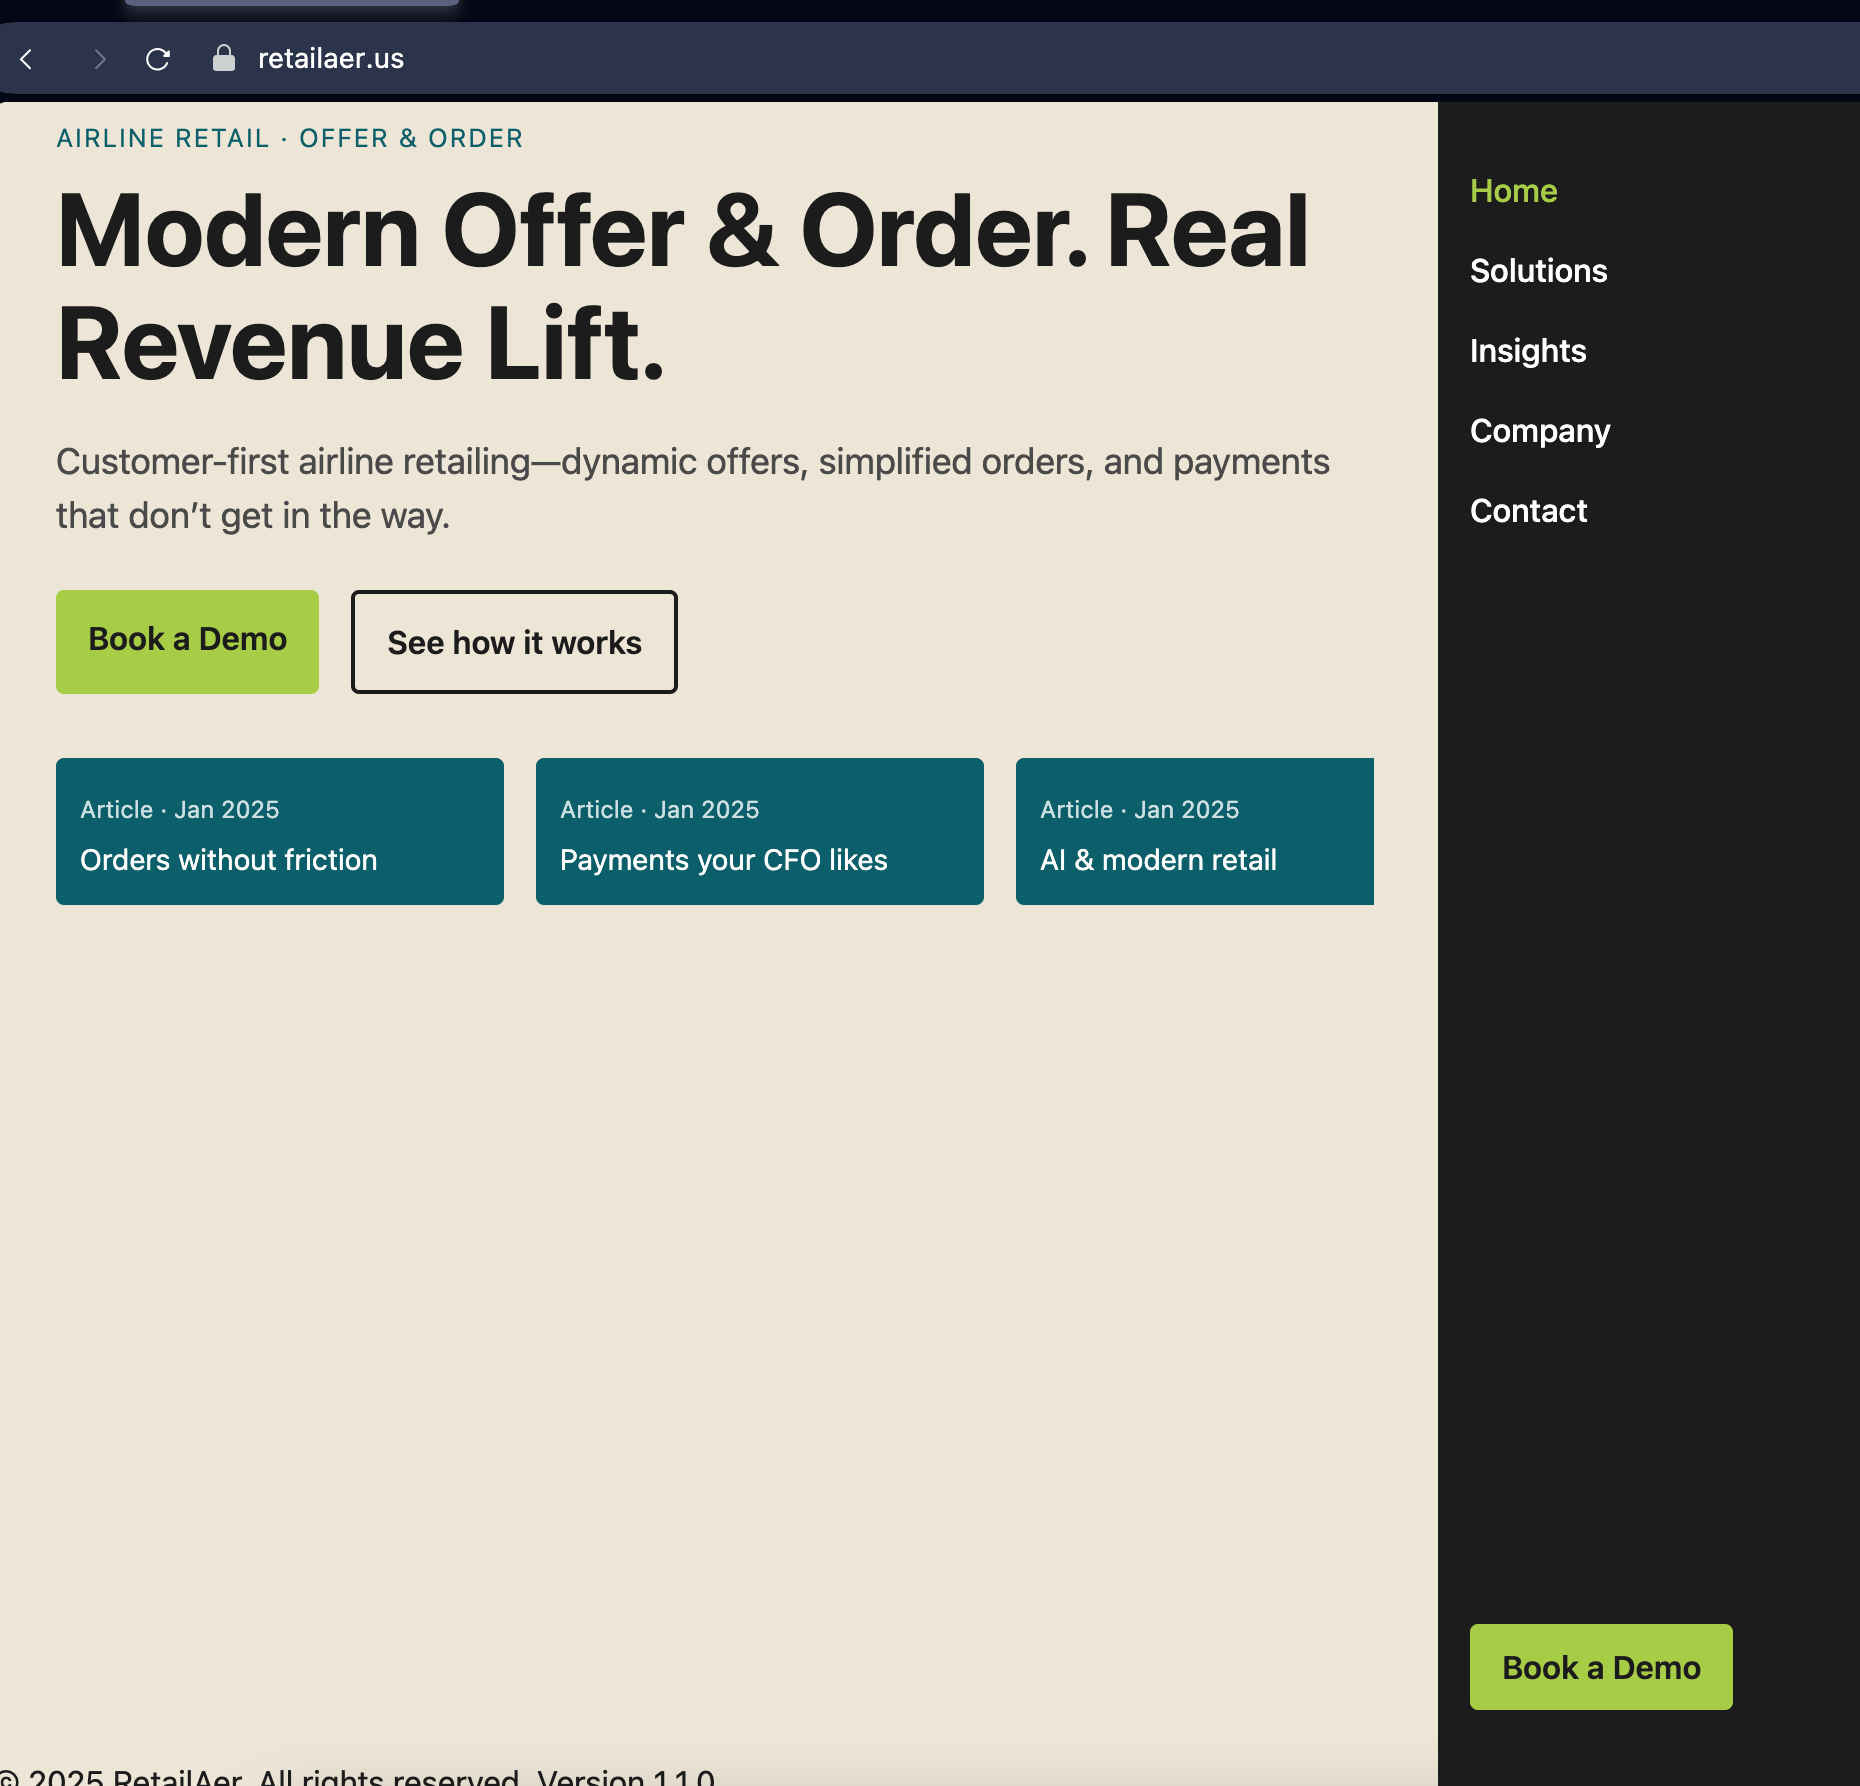 retailaer.us
AIRLINE RETAIL · OFFER & ORDER
Modern Offer & Order. Real
Revenue Lift.
Customer-first airline retailing—dynamic offers, simplified orders, and payments
that don’t get in the way.
Book a Demo
See how it works
Article · Jan 2025
Orders without friction
Article · Jan 2025
Payments your CFO likes
Article · Jan 2025
AI & modern retail
Home
Solutions
Insights
Company
Contact
Book a Demo
© 2025 RetailAer. All rights reserved. Version 1.1.0